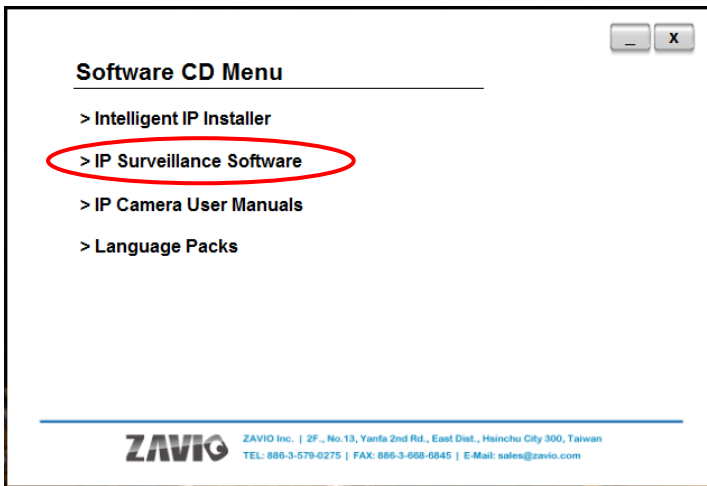 _ X
Software CD Menu
> Intelligent IP Installer
> IP Surveillance Software
> IP Camera User Manuals
> Language Packs
ZAVIO
ZAVIO Inc. | 2F., No.13, Yanfa 2nd Rd., East Dist., Hsinchu City 300, Taiwan
TEL: 886-3-579-0275 | FAX: 886-3-668-6845 | E-Mail: sales@zavio.com